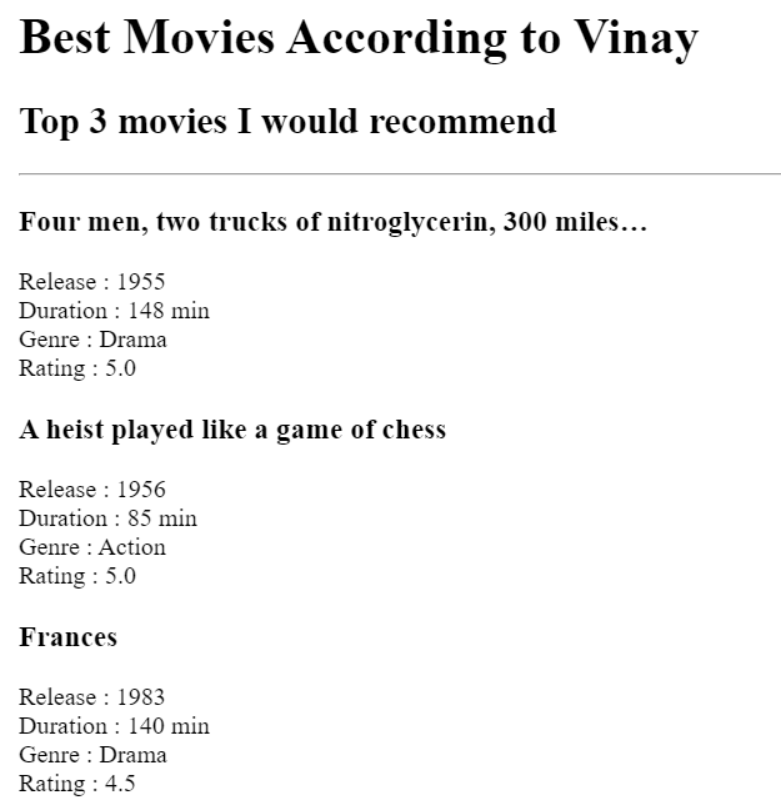 Best Movies According to Vinay
Top 3 movies I would recommend
Four men, two trucks of nitroglycerin, 300 miles…
Release : 1955
Duration : 148 min
Genre : Drama
Rating : 5.0
A heist played like a game of chess
Release : 1956
Duration : 85 min
Genre : Action
Rating : 5.0
Frances
Release : 1983
Duration : 140 min
Genre : Drama
Rating : 4.5